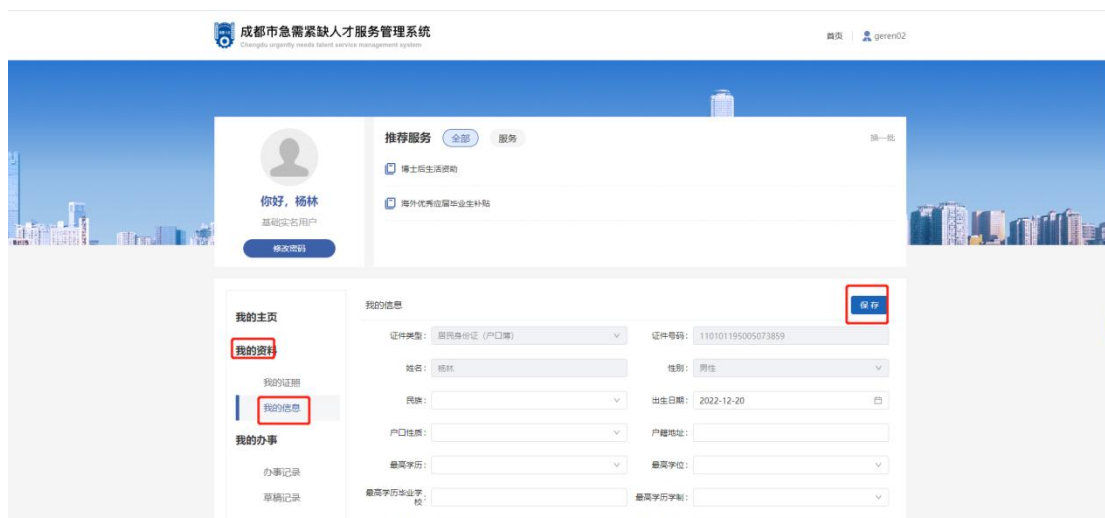 成都市急需紧缺人才服务管理系统
Chengdu urgently needs talent service management system
首页 geren02
推荐服务 全部 服务 换一批
博士后生活资助
海外优秀应届毕业生补贴
你好，杨林
基础实名用户
修改密码
我的主页
我的资料
我的证照
我的信息
我的办事
办事记录
草稿记录
我的信息 保存
证件类型： 居民身份证（户口簿） 证件号码： 110101195005073859
姓名： 杨林 性别： 男性
民族： 出生日期： 2022-12-20
户口性质： 户籍地址：
最高学历： 最高学位：
最高学历毕业学校： 最高学历学制：